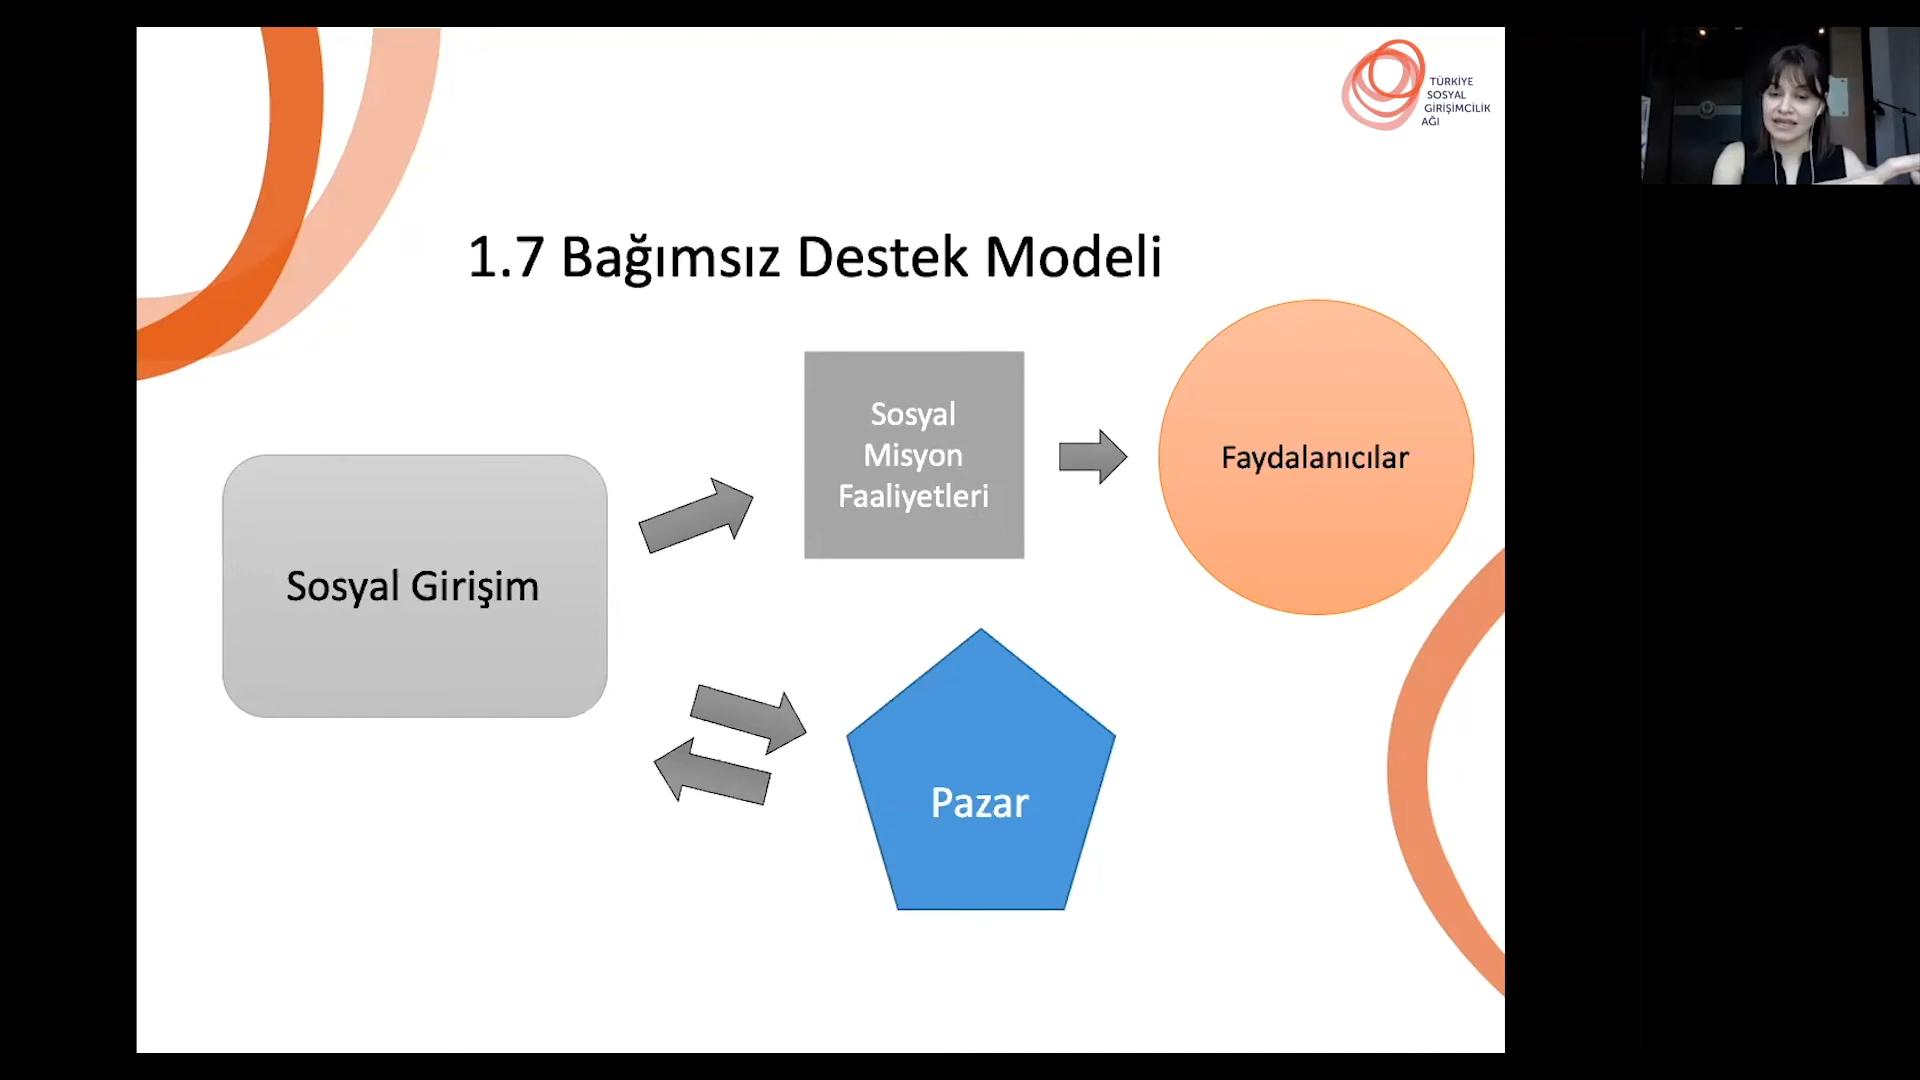 TÜRKİYE
SOSYAL
GİRİŞİMCİLİK
AĞI
1.7 Bağımsız Destek Modeli
Sosyal
Misyon
Faaliyetleri
Faydalanıcılar
Sosyal Girişim
Pazar